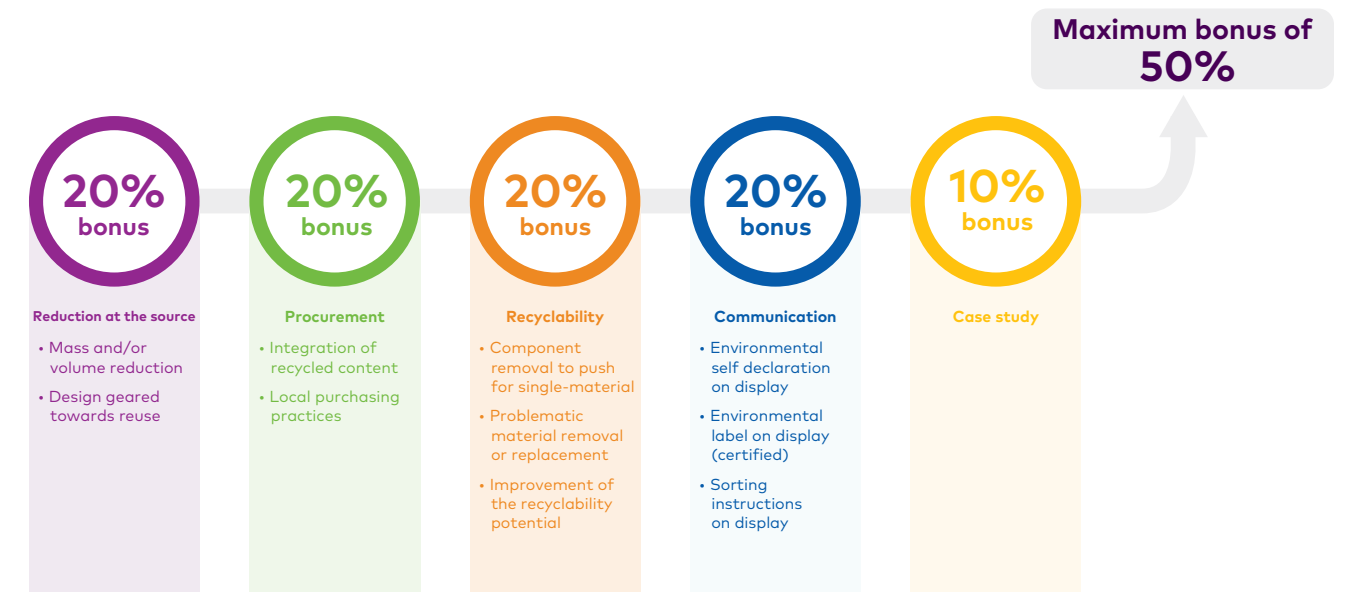 Maximum bonus of
50%
20%
bonus
Reduction at the source
• Mass and/or
volume reduction
• Design geared
towards reuse
20%
bonus
Procurement
• Integration of
recycled content
• Local purchasing
practices
20%
bonus
Recyclability
• Component
removal to push
for single-material
• Problematic
material removal
or replacement
• Improvement of
the recyclability
potential
20%
bonus
Communication
• Environmental
self declaration
on display
• Environmental
label on display
(certified)
• Sorting
instructions
on display
10%
bonus
Case study